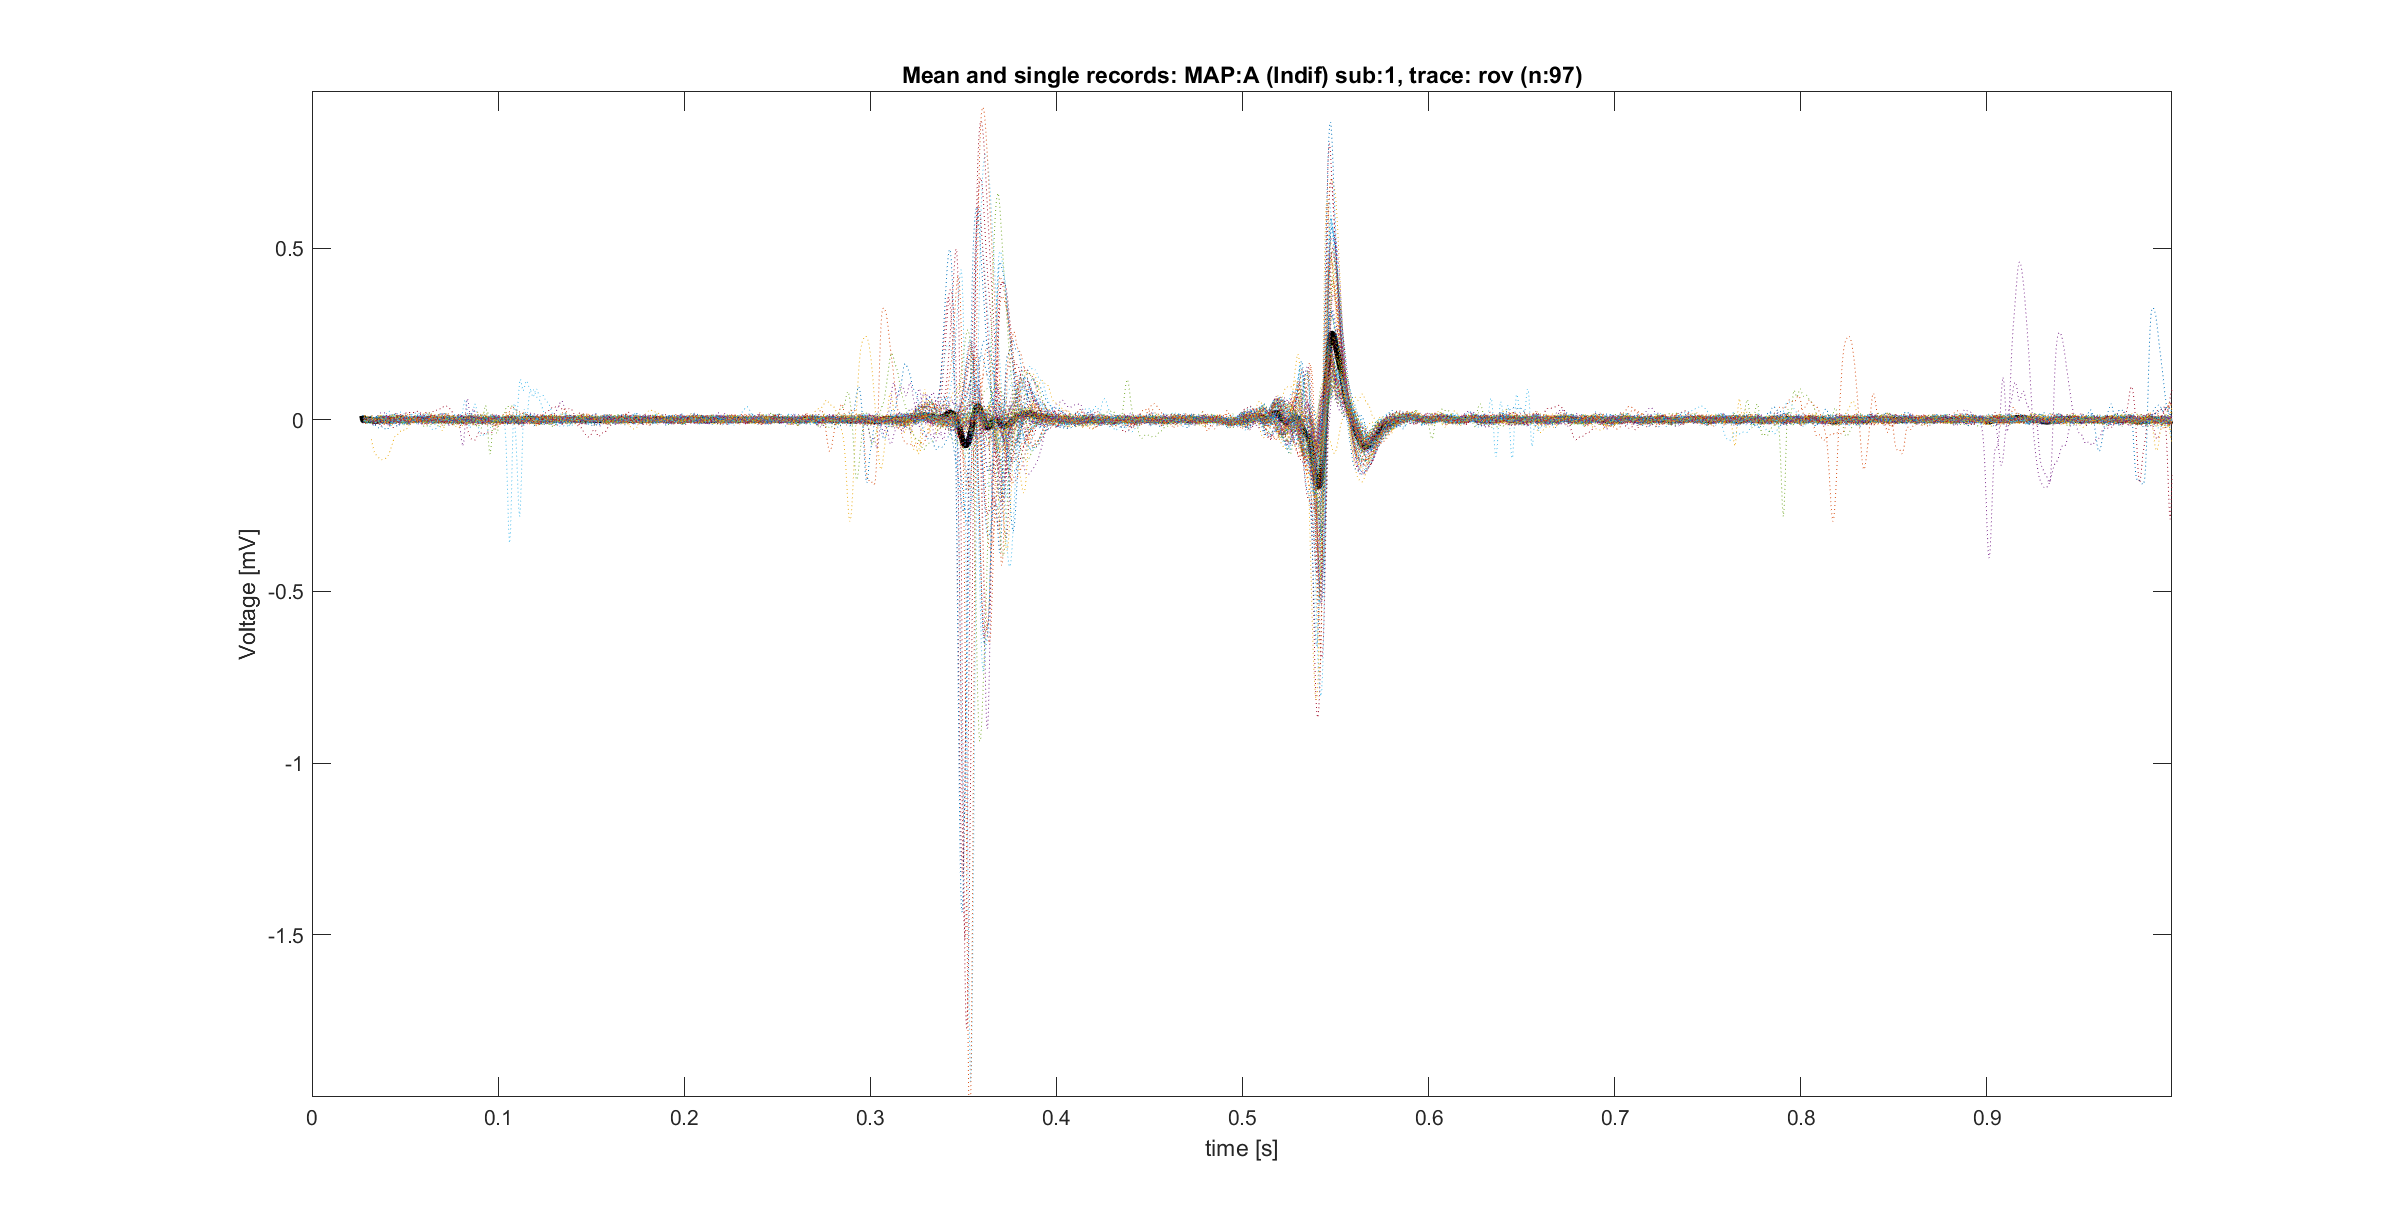 Mean and single records: MAP:A (Indif) sub:1, trace: rov (n:97)
0.5
0
-0.5
-1
-1.5
Voltage [mV]
0 0.1 0.2 0.3 0.4 0.5 0.6 0.7 0.8 0.9
time [s]